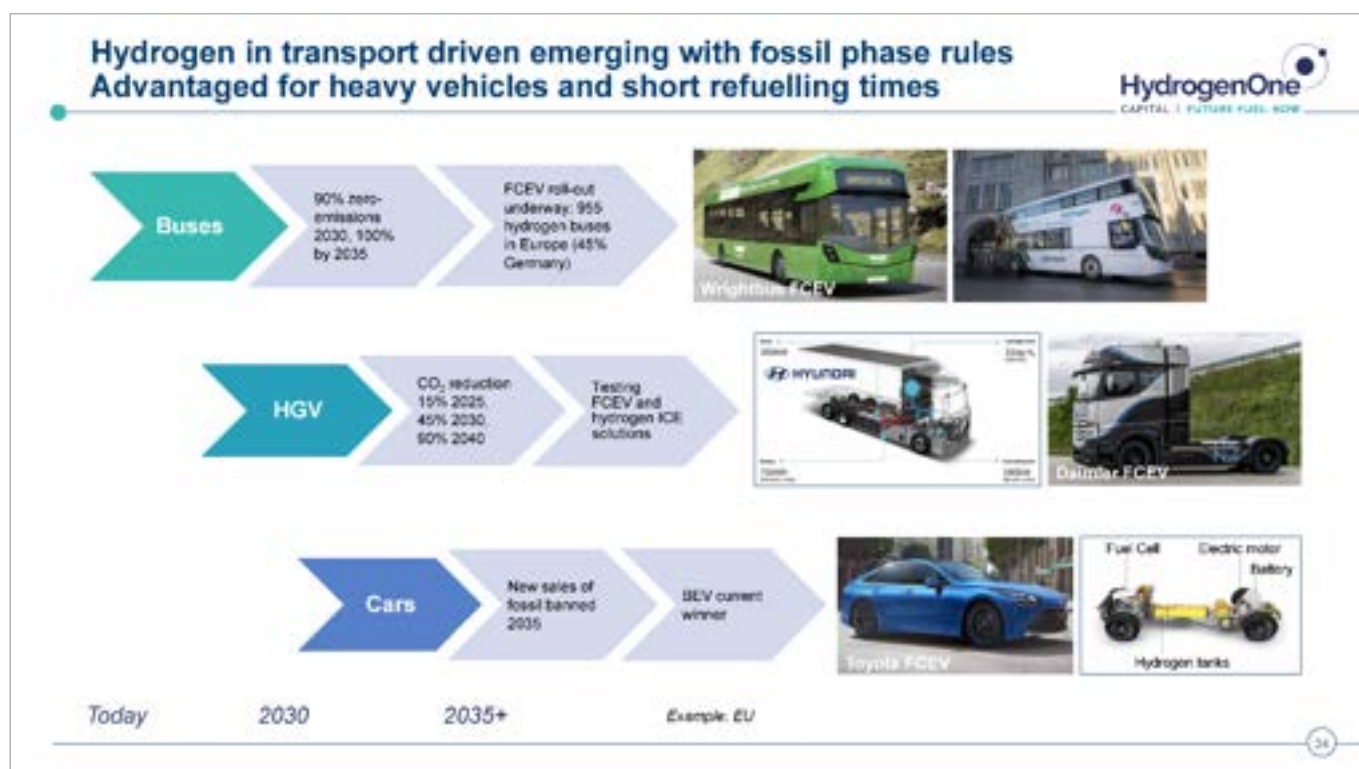 Hydrogen in transport driven emerging with fossil phase rules
Advantaged for heavy vehicles and short refuelling times
HydrogenOne
CAPITAL | FUTURE FUEL. NOW
Buses
90% zero-
emissions
2030, 100%
by 2035
FCEV roll-out
underway: 955
hydrogen buses
in Europe (45%
Germany)
Wrightbus FCEV
HGV
CO₂ reduction
15% 2025,
45% 2030,
90% 2040
Testing
FCEV and
hydrogen ICE
solutions
HYUNDAI
Daimler FCEV
Cars
New sales of
fossil banned
2035
BEV current
winner
Toyota FCEV
Fuel Cell
Electric motor
Battery
Hydrogen tanks
Today
2030
2035+
Example: EU
34